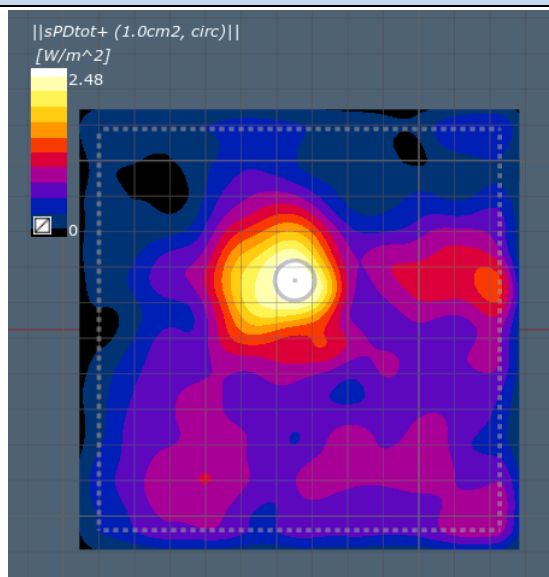 ||sPDtot+ (1.0cm2, circ)||
[W/m^2]
2.48
0